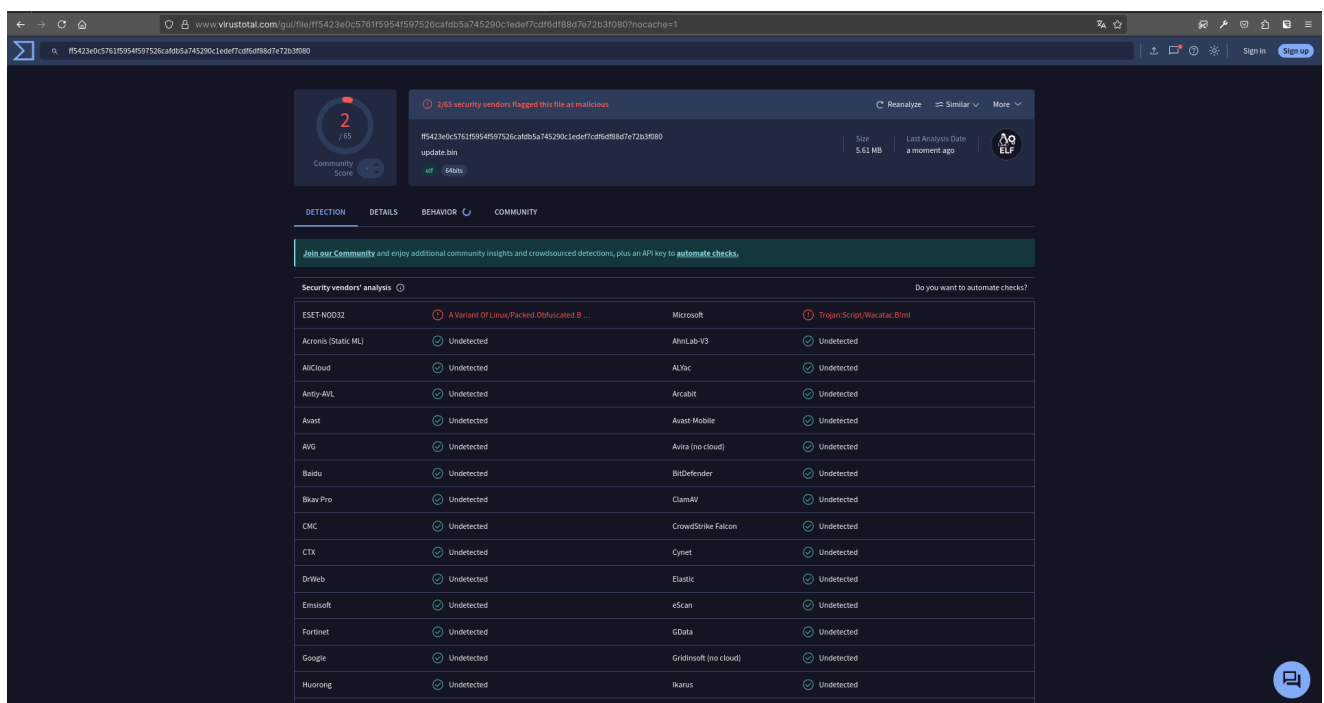 www.virustotal.com/gui/file/ff5423e0c5761f5954f597526cafdb5a745290c1edef7cdf6df88d7e72b3f080?nocache=1
ff5423e0c5761f5954f597526cafdb5a745290c1edef7cdf6df88d7e72b3f080
Sign in
Sign up
2
/ 65
Community
Score
2/65 security vendors flagged this file as malicious
Reanalyze
Similar
More
ff5423e0c5761f5954f597526cafdb5a745290c1edef7cdf6df88d7e72b3f080
update.bin
elf 64bits
Size
5.61 MB
Last Analysis Date
a moment ago
ELF
DETECTION DETAILS BEHAVIOR COMMUNITY
Join our Community and enjoy additional community insights and crowdsourced detections, plus an API key to automate checks.
Security vendors' analysis Do you want to automate checks?
ESET-NOD32 A Variant Of Linux/Packed.Obfuscated.B ... Microsoft Trojan:Script/Wacatac.B!ml
Acronis (Static ML) Undetected AhnLab-V3 Undetected
AliCloud Undetected ALYac Undetected
Antiy-AVL Undetected Arcabit Undetected
Avast Undetected Avast-Mobile Undetected
AVG Undetected Avira (no cloud) Undetected
Baidu Undetected BitDefender Undetected
Bkav Pro Undetected ClamAV Undetected
CMC Undetected CrowdStrike Falcon Undetected
CTX Undetected Cynet Undetected
DrWeb Undetected Elastic Undetected
Emsisoft Undetected eScan Undetected
Fortinet Undetected GData Undetected
Google Undetected Gridinsoft (no cloud) Undetected
Huorong Undetected Ikarus Undetected